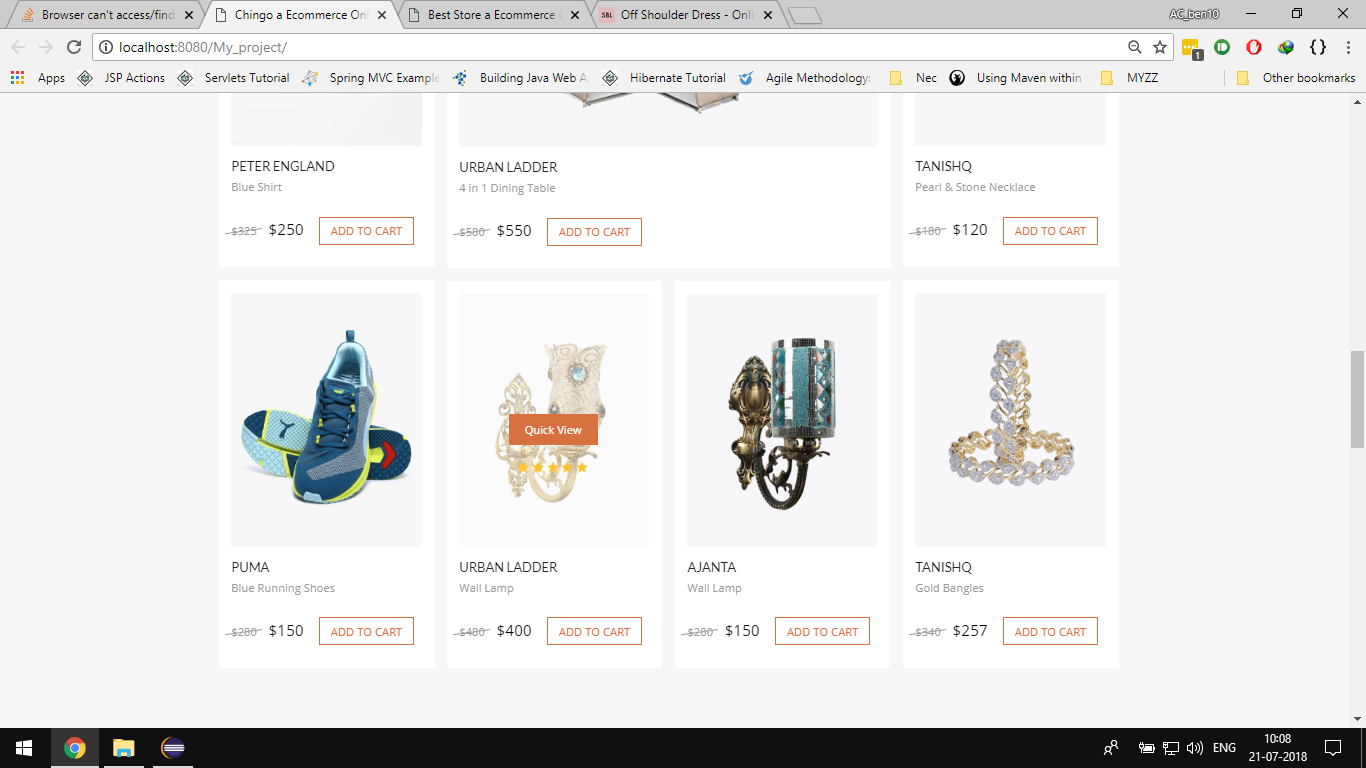 Browser can't access/find
Chingo a Ecommerce Onl
Best Store a Ecommerce
SBL Off Shoulder Dress - Onli
AC_ben10
localhost:8080/My_project/
1
Apps
JSP Actions
Servlets Tutorial
Spring MVC Example
Building Java Web A
Hibernate Tutorial
Agile Methodology:
Nec
Using Maven within
MYZZ
Other bookmarks
PETER ENGLAND
Blue Shirt
$325 $250 ADD TO CART
URBAN LADDER
4 in 1 Dining Table
$580 $550 ADD TO CART
TANISHQ
Pearl & Stone Necklace
$180 $120 ADD TO CART
PUMA
Blue Running Shoes
$280 $150 ADD TO CART
Quick View
URBAN LADDER
Wall Lamp
$480 $400 ADD TO CART
AJANTA
Wall Lamp
$280 $150 ADD TO CART
TANISHQ
Gold Bangles
$340 $257 ADD TO CART
ENG
10:08
21-07-2018